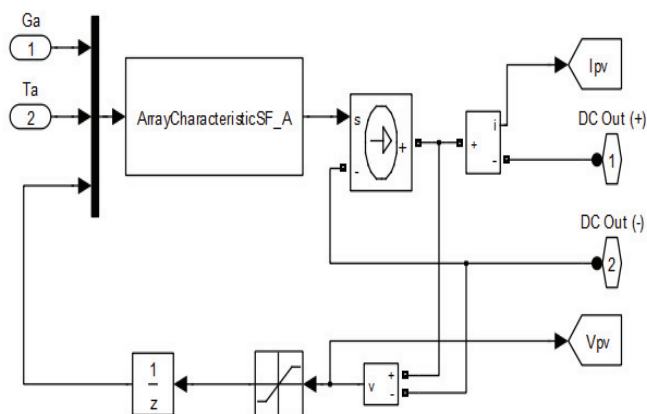 Ga
1
Ta
2
ArrayCharacteristicSF_A
s
+
-
+
i
-
Ipv
DC Out (+)
1
DC Out (-)
2
Vpv
v
+
-
1
z